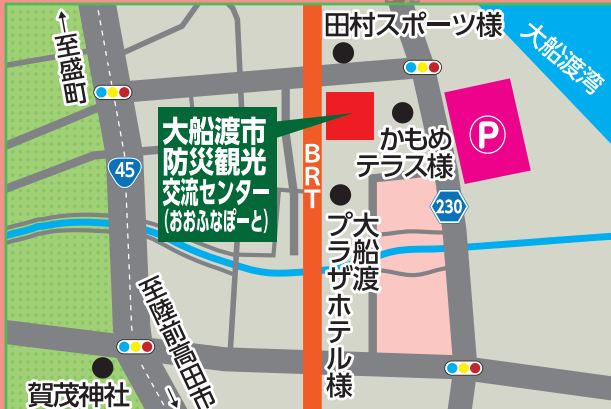 ←至盛町
田村スポーツ様
大船渡湾
大船渡市
防災観光
交流センター
(おおふなぽーと)
BRT
かもめ
テラス様
P
45
230
大船渡
プラザホテル様
至陸前高田市→
賀茂神社